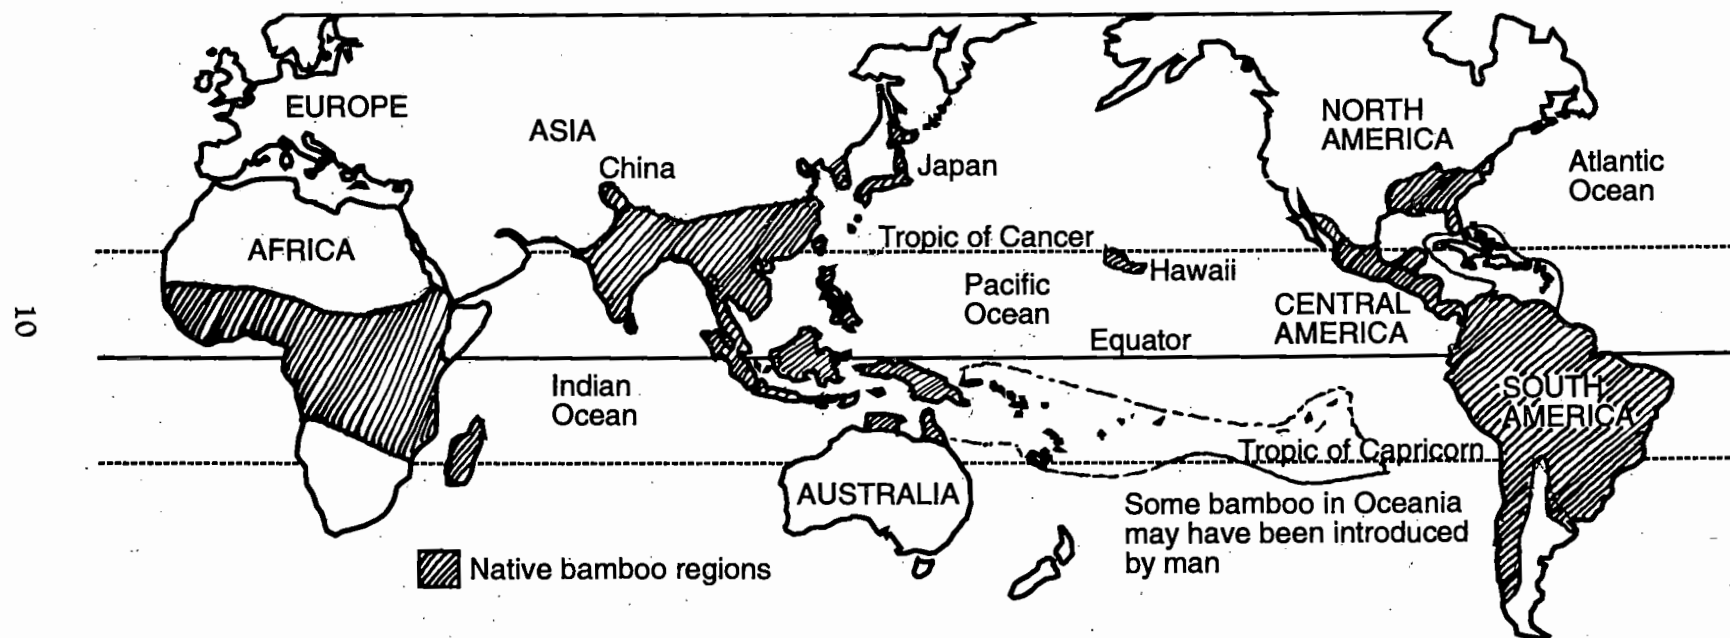 EUROPE
ASIA
China
Japan
NORTH
AMERICA
Atlantic
Ocean
AFRICA
Tropic of Cancer
Hawaii
Pacific
Ocean
CENTRAL
AMERICA
Equator
Indian
Ocean
SOUTH
AMERICA
Tropic of Capricorn
AUSTRALIA
Some bamboo in Oceania
may have been introduced
by man
Native bamboo regions
10